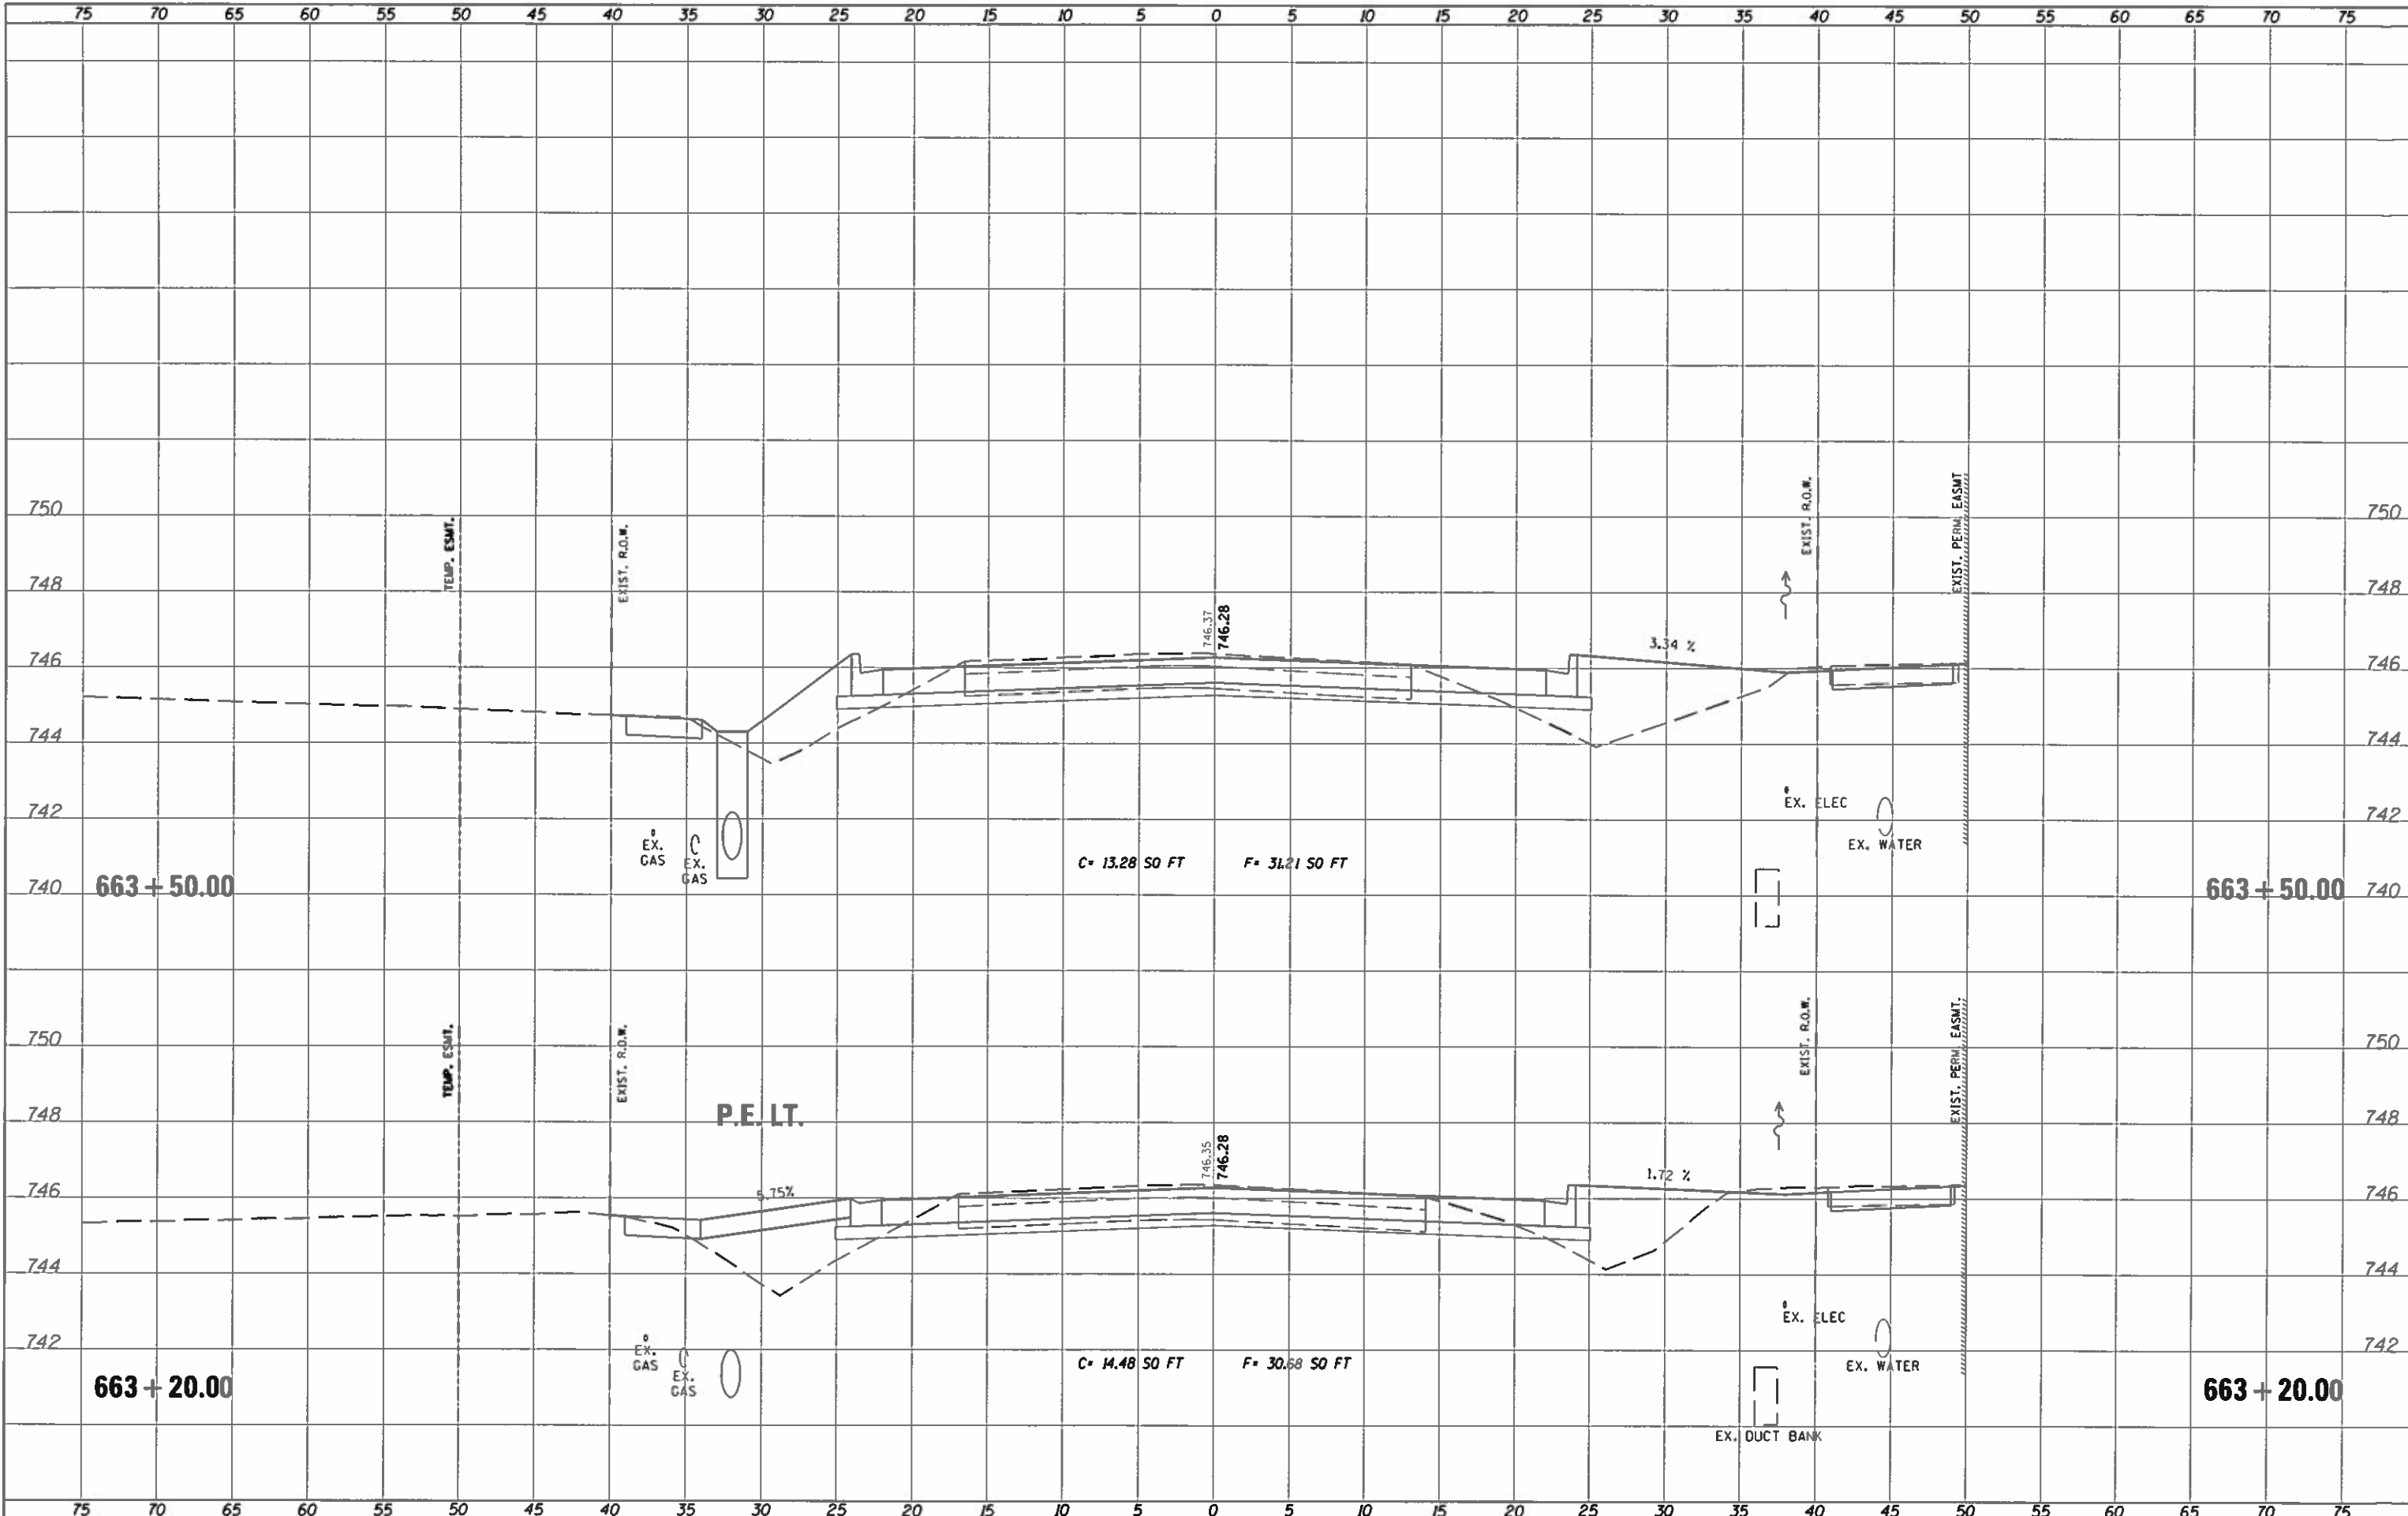 75 70 65 60 55 50 45 40 35 30 25 20 15 10 5 0 5 10 15 20 25 30 35 40 45 50 55 60 65 70 75
TEMP. ESMT.
EXIST. R.O.W.
EXIST. R.O.W.
EXIST. PERM. EASMT
750 750
748 748
746.37
746.28
3.34 %
746 746
744 744
742 742
EX. GAS
EX. GAS
EX. ELEC
EX. WATER
C= 13.28 SQ FT F= 31.21 SQ FT
663 + 50.00 663 + 50.00
740 740
TEMP. ESMT.
EXIST. R.O.W.
EXIST. R.O.W.
EXIST. PERM. EASMT.
750 750
748 748
P.E. LT.
746.35
746.28
5.75%
1.72 %
746 746
744 744
742 742
EX. GAS
EX. GAS
EX. ELEC
EX. WATER
C= 14.48 SQ FT F= 30.68 SQ FT
663 + 20.00 663 + 20.00
EX. DUCT BANK
75 70 65 60 55 50 45 40 35 30 25 20 15 10 5 0 5 10 15 20 25 30 35 40 45 50 55 60 65 70 75